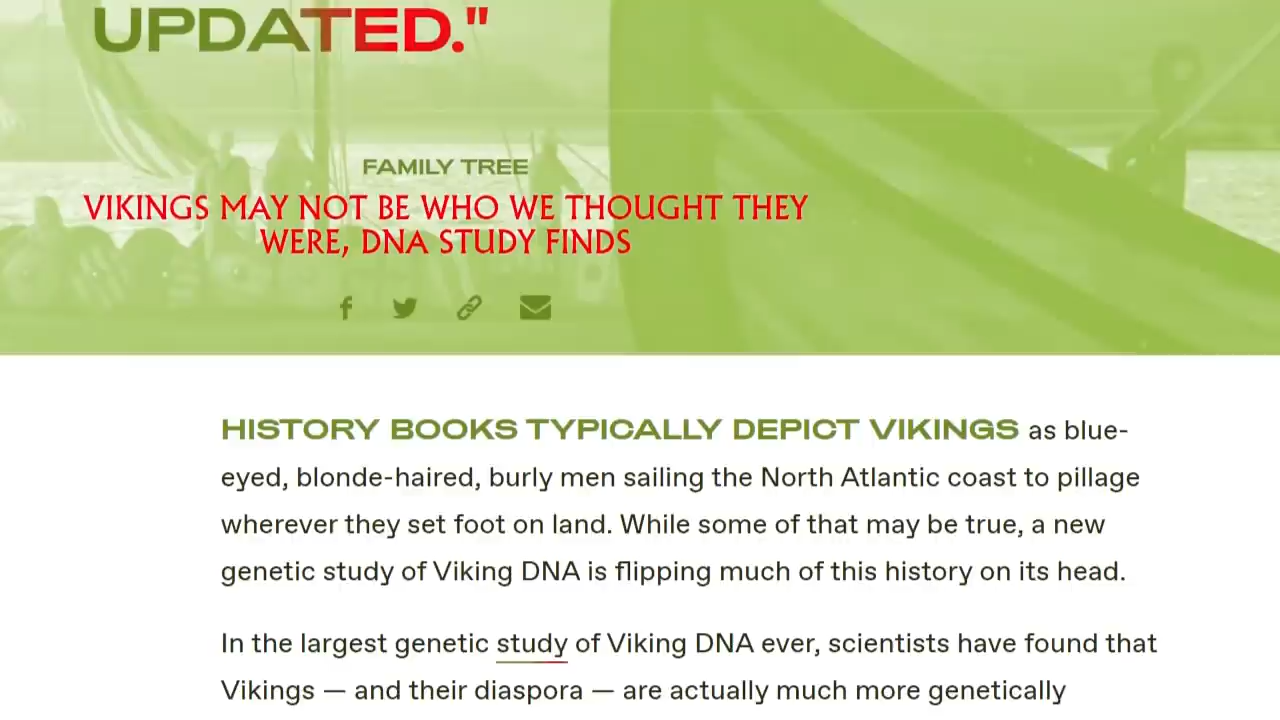 UPDATED."
FAMILY TREE
VIKINGS MAY NOT BE WHO WE THOUGHT THEY
WERE, DNA STUDY FINDS
HISTORY BOOKS TYPICALLY DEPICT VIKINGS as blue-
eyed, blonde-haired, burly men sailing the North Atlantic coast to pillage
wherever they set foot on land. While some of that may be true, a new
genetic study of Viking DNA is flipping much of this history on its head.
In the largest genetic study of Viking DNA ever, scientists have found that
Vikings — and their diaspora — are actually much more genetically